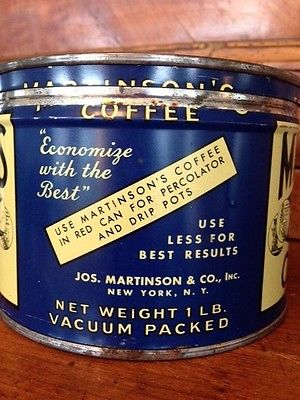 MARTINSON'S
COFFEE
"Economize
with the
Best"
USE MARTINSON'S COFFEE
IN RED CAN FOR PERCOLATOR
AND DRIP POTS
USE
LESS FOR
BEST RESULTS
JOS. MARTINSON & CO., INC.
NEW YORK, N. Y.
NET WEIGHT 1 LB.
VACUUM PACKED